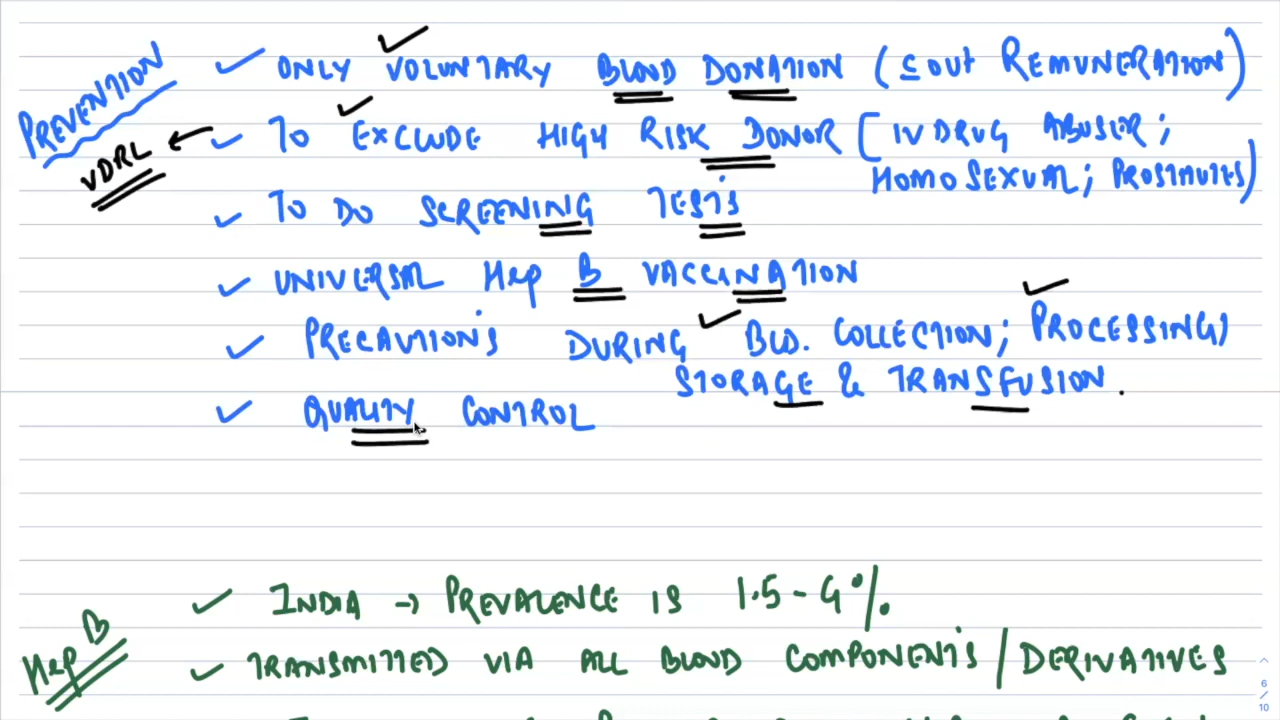 PREVENTION
✓ ONLY VOLUNTARY BLOOD DONATION (c̄out REMUNERATION)
VDRL ← ✓ TO EXCLUDE HIGH RISK DONOR [IV DRUG ABUSER;
HOMOSEXUAL; PROSTITUTES)
✓ TO DO SCREENING TESTS
✓ UNIVERSAL Hep B VACCINATION
✓ PRECAUTIONS DURING BLD. COLLECTION; PROCESSING;
STORAGE & TRANSFUSION.
✓ QUALITY CONTROL
Hep B
✓ INDIA → PREVALENCE IS 1.5-4%.
✓ TRANSMITTED VIA ALL BLOOD COMPONENTS / DERIVATIVES
6
/
10